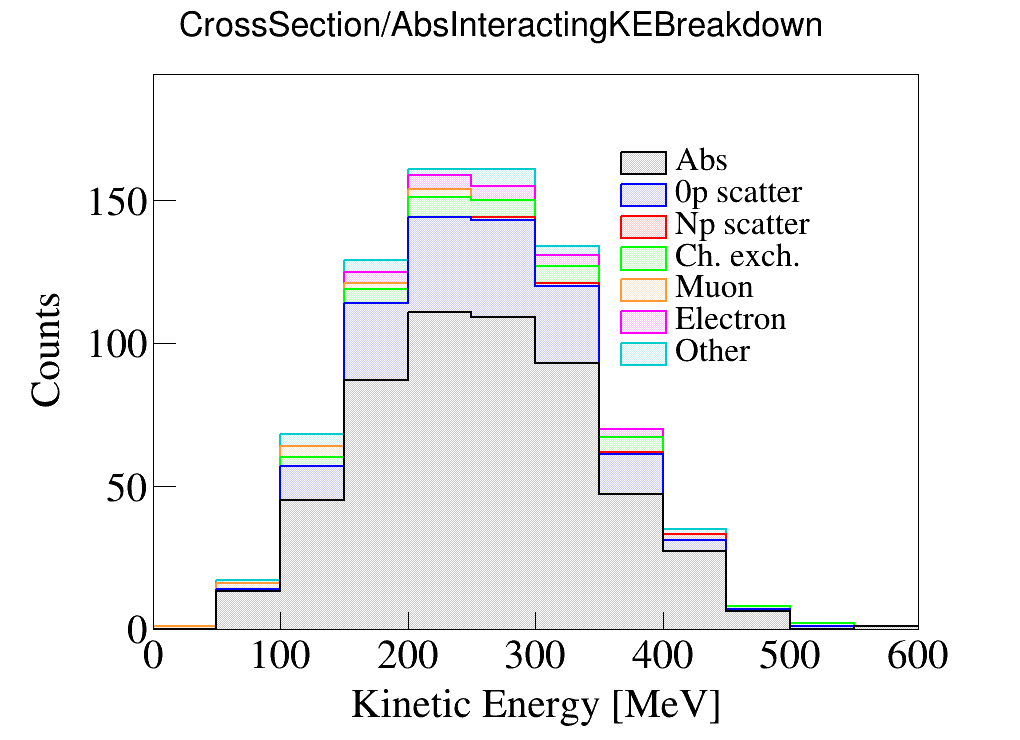 CrossSection/AbsInteractingKEBreakdown
Abs
0p scatter
Np scatter
Ch. exch.
Muon
Electron
Other
Counts
150
100
50
0
0 100 200 300 400 500 600
Kinetic Energy [MeV]